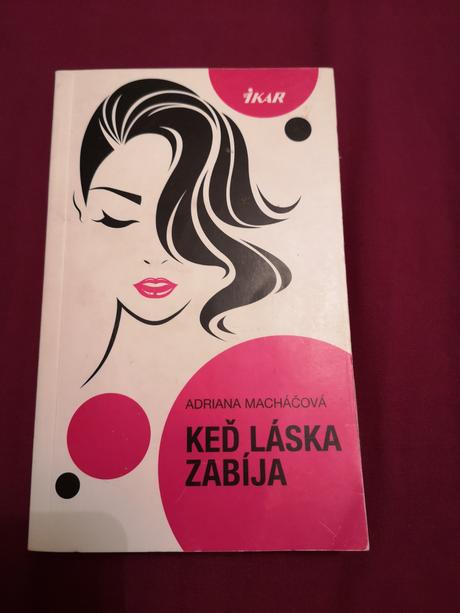 IKAR
ADRIANA MACHÁČOVÁ
KEĎ LÁSKA
ZABÍJA